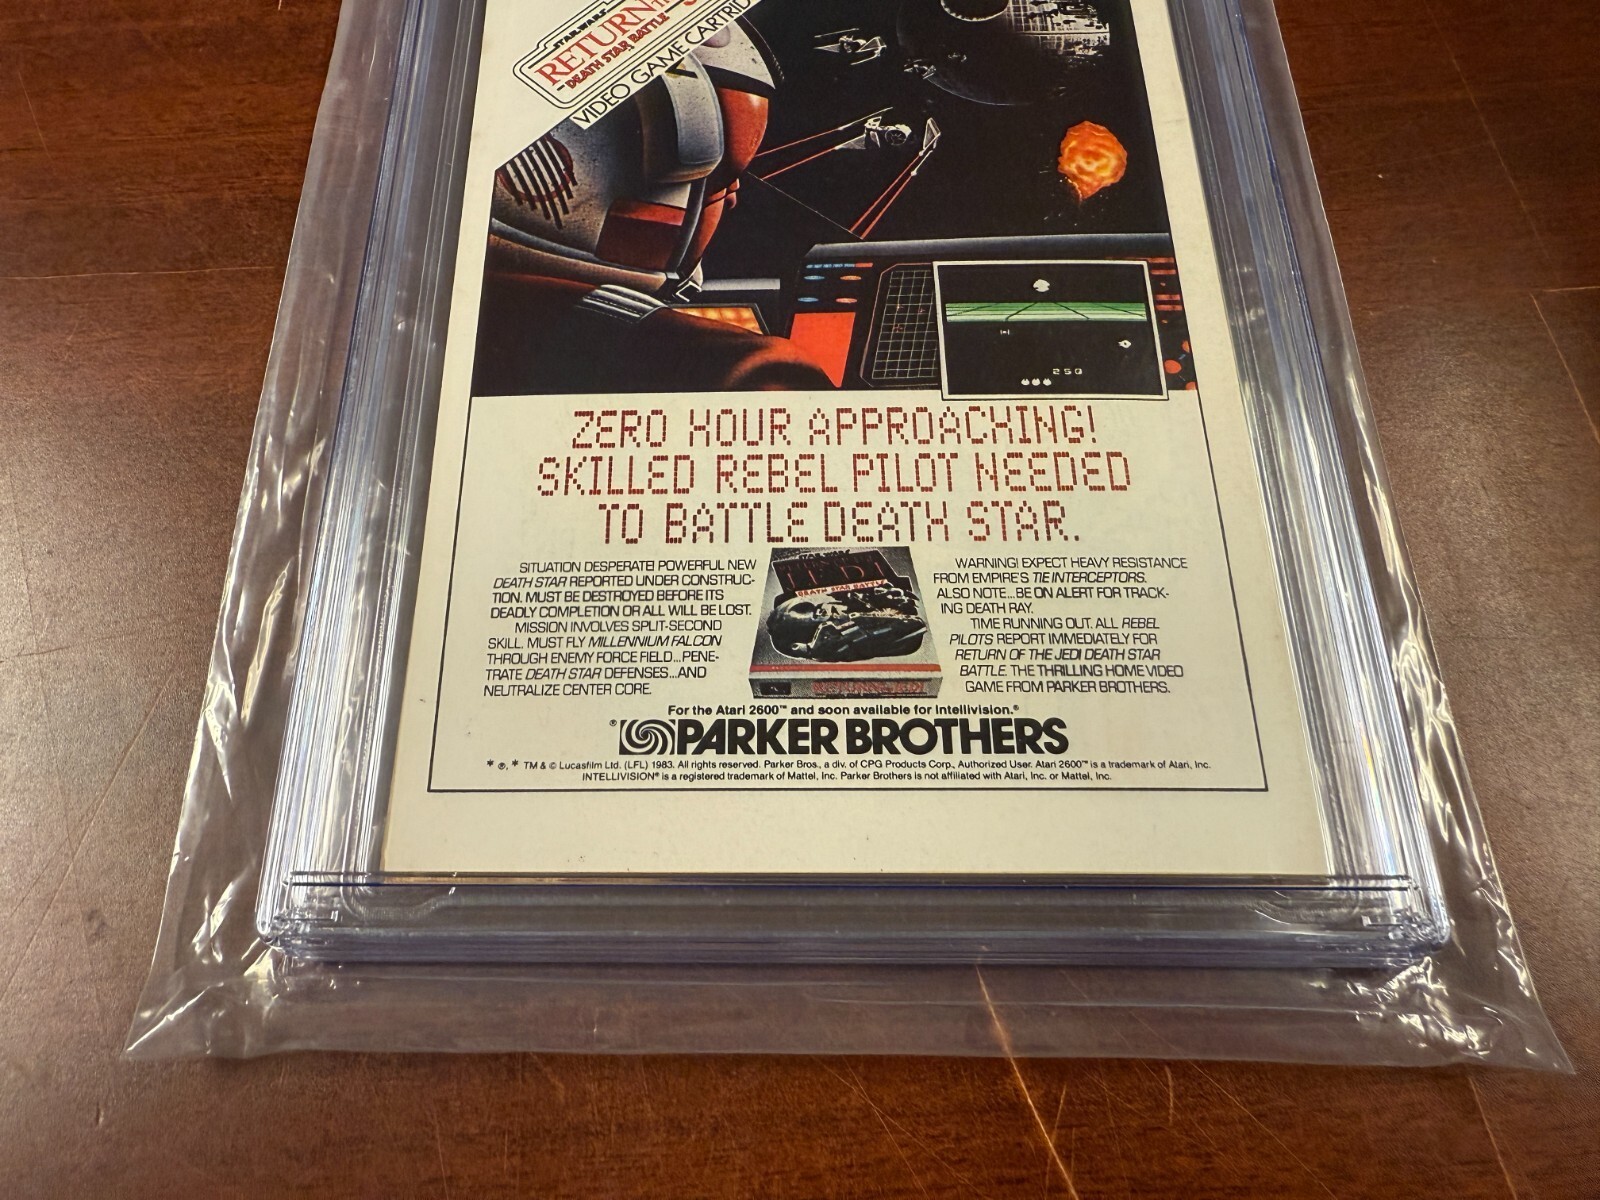 STAR WARS
RETURN
DEATH STAR BATTLE
VIDEO GAME CARTRID
250
ZERO HOUR APPROACHING!
SKILLED REBEL PILOT NEEDED
TO BATTLE DEATH STAR.
SITUATION DESPERATE! POWERFUL NEW
DEATH STAR REPORTED UNDER CONSTRUC-
TION. MUST BE DESTROYED BEFORE ITS
DEADLY COMPLETION OR ALL WILL BE LOST.
MISSION INVOLVES SPLIT-SECOND
SKILL. MUST FLY MILLENNIUM FALCON
THROUGH ENEMY FORCE FIELD...PENE-
TRATE DEATH STAR DEFENSES...AND
NEUTRALIZE CENTER CORE.
JEDI
DEATH STAR BATTLE
WARNING! EXPECT HEAVY RESISTANCE
FROM EMPIRE'S TIE INTERCEPTORS.
ALSO NOTE...BE ON ALERT FOR TRACK-
ING DEATH RAY.
TIME RUNNING OUT. ALL REBEL
PILOTS REPORT IMMEDIATELY FOR
RETURN OF THE JEDI DEATH STAR
BATTLE. THE THRILLING HOME VIDEO
GAME FROM PARKER BROTHERS.
For the Atari 2600™ and soon available for Intellivision.®
® PARKER BROTHERS
* ®, * TM & © Lucasfilm Ltd. (LFL) 1983. All rights reserved. Parker Bros., a div. of CPG Products Corp., Authorized User. Atari 2600™ is a trademark of Atari, Inc.
INTELLIVISION® is a registered trademark of Mattel, Inc. Parker Brothers is not affiliated with Atari, Inc. or Mattel, Inc.